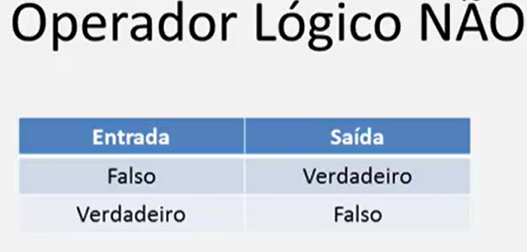 Operador Lógico NÃO
Entrada Saída
Falso Verdadeiro
Verdadeiro Falso